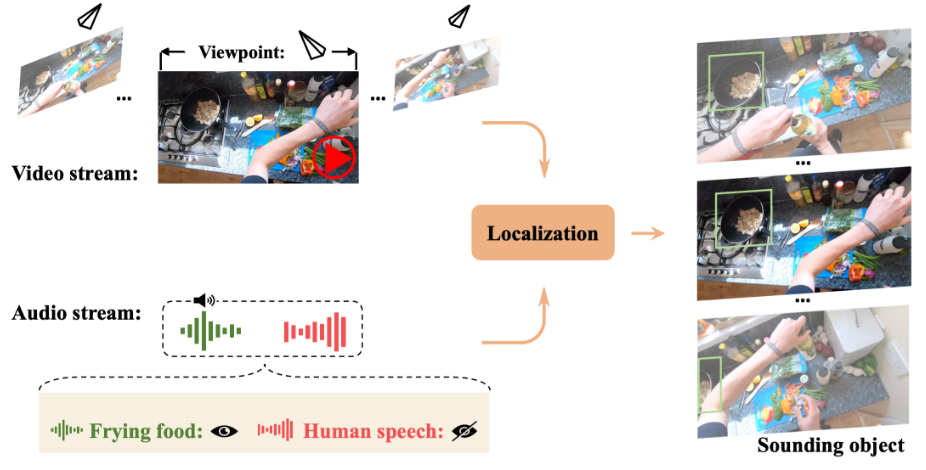 Viewpoint:
...
...
Video stream:
Localization
...
...
Audio stream:
Frying food:
Human speech:
Sounding object